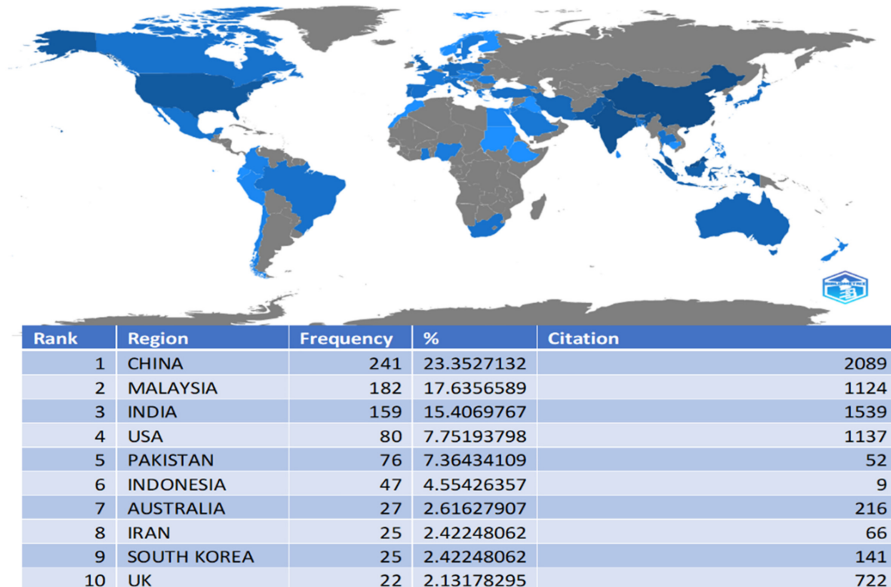 Rank Region Frequency % Citation
1 CHINA 241 23.3527132 2089
2 MALAYSIA 182 17.6356589 1124
3 INDIA 159 15.4069767 1539
4 USA 80 7.75193798 1137
5 PAKISTAN 76 7.36434109 52
6 INDONESIA 47 4.55426357 9
7 AUSTRALIA 27 2.61627907 216
8 IRAN 25 2.42248062 66
9 SOUTH KOREA 25 2.42248062 141
10 UK 22 2.13178295 722